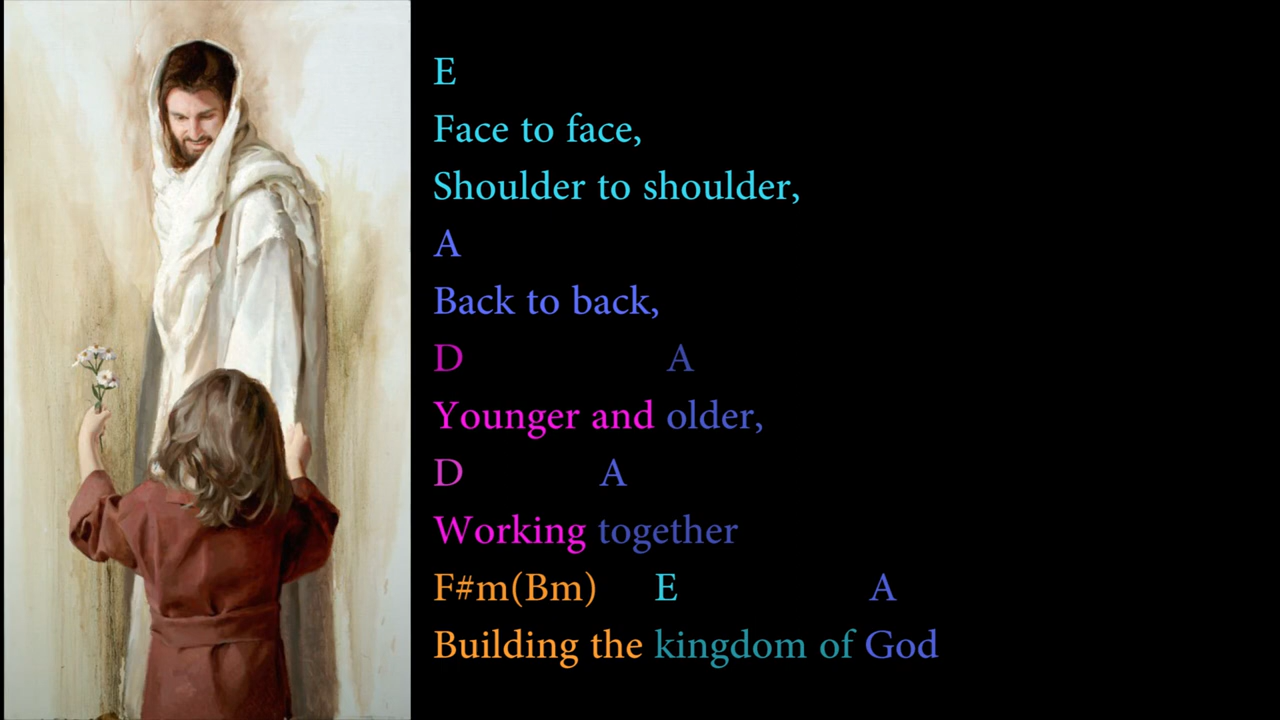 E
Face to face,
Shoulder to shoulder,
A
Back to back,
D A
Younger and older,
D A
Working together
F#m(Bm) E A
Building the kingdom of God